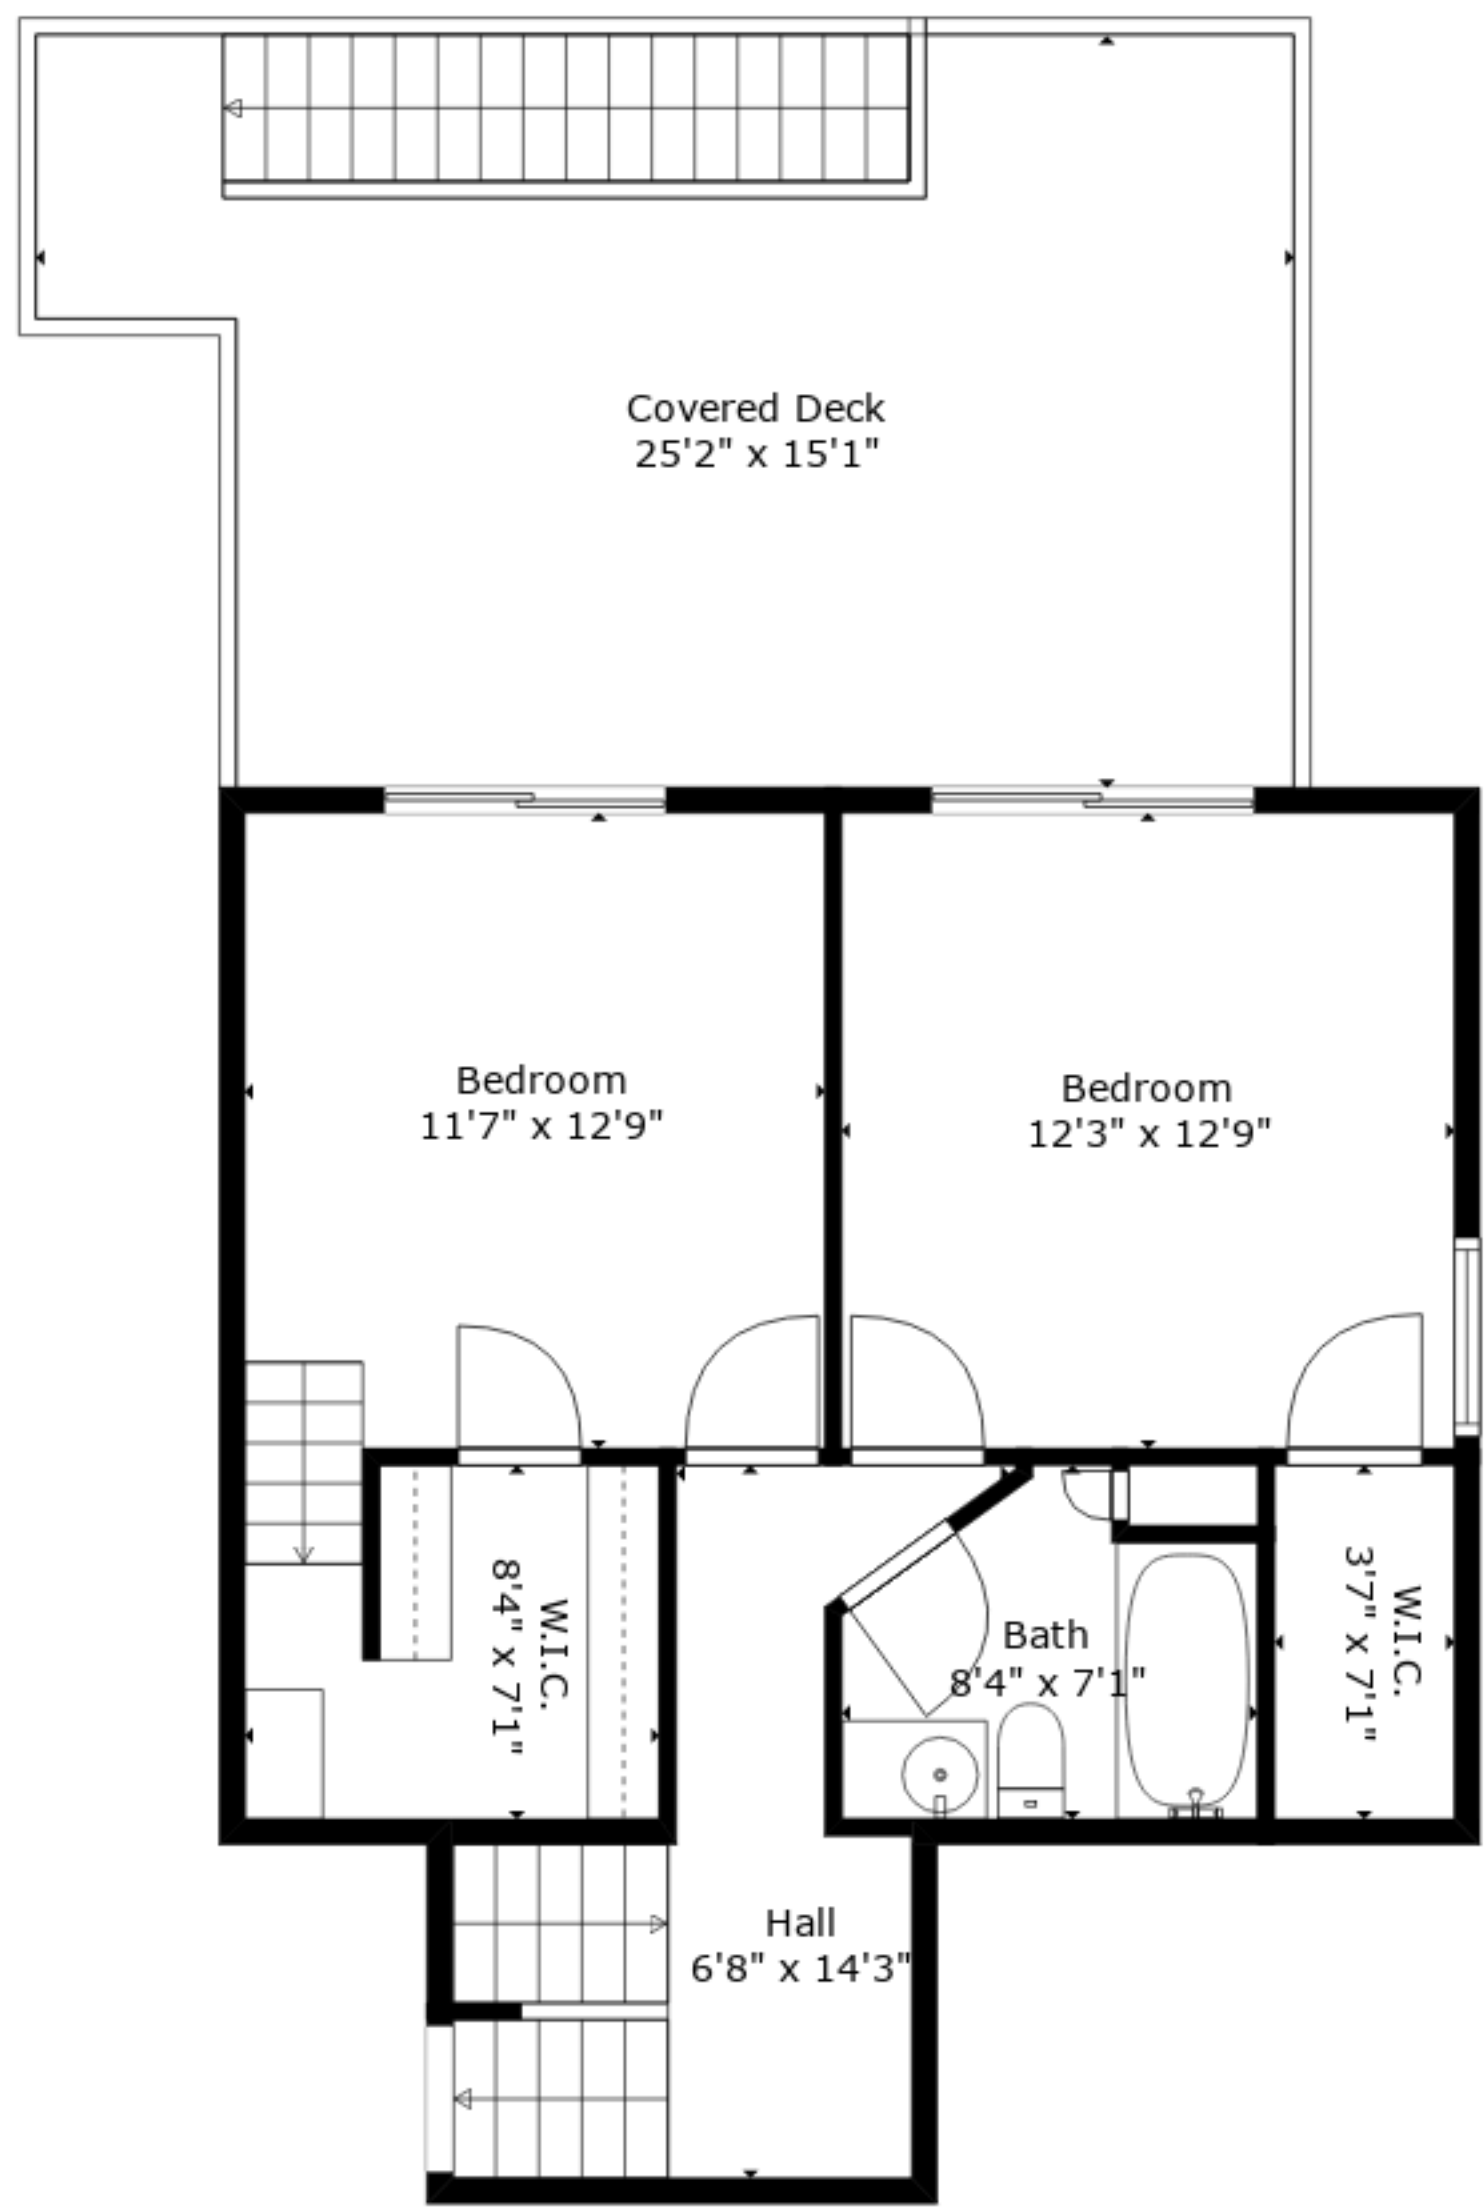 Covered Deck
25'2" x 15'1"
Bedroom
11'7" x 12'9"
Bedroom
12'3" x 12'9"
W.I.C.
8'4" x 7'1"
Bath
8'4" x 7'1"
W.I.C.
3'7" x 7'1"
Hall
6'8" x 14'3"